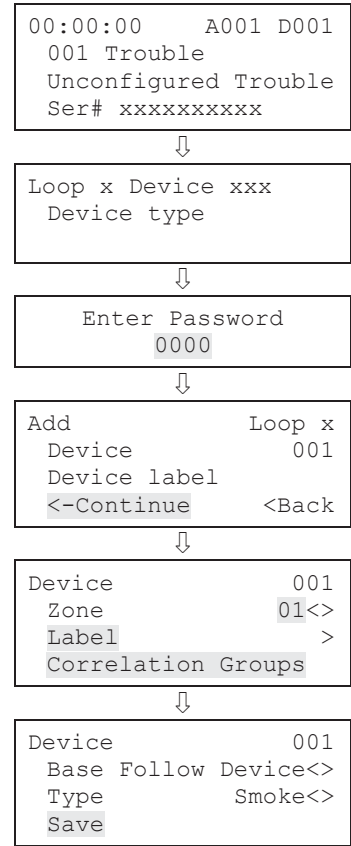 00:00:00 A001 D001
001 Trouble
Unconfigured Trouble
Ser# xxxxxxxxxx
⇩
Loop x Device xxx
Device type
⇩
Enter Password
0000
⇩
Add Loop x
Device 001
Device label
<-Continue <Back
⇩
Device 001
Zone 01<>
Label >
Correlation Groups
⇩
Device 001
Base Follow Device<>
Type Smoke<>
Save